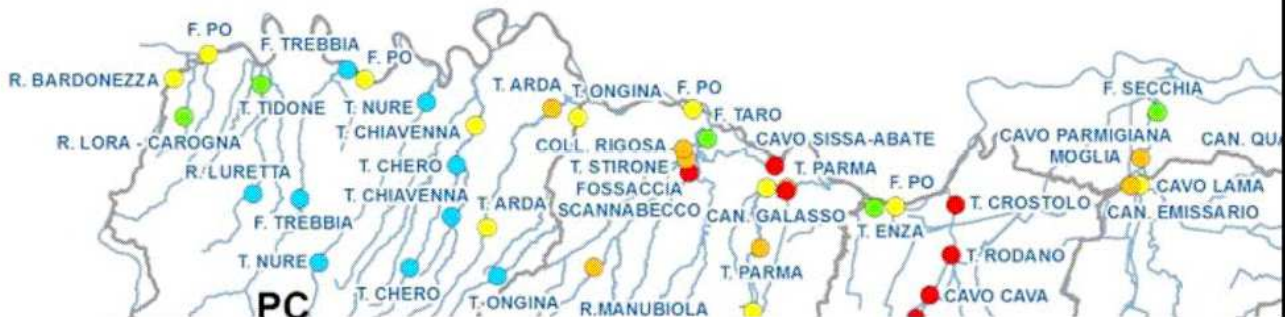 F. PO
F. TREBBIA
F. PO
R. BARDONEZZA
T. TIDONE
T. NURE
T. ARDA
T. ONGINA
F. PO
F. SECCHIA
F. TARO
T. CHIAVENNA
R. LORA - CAROGNA
COLL. RIGOSA
CAVO SISSA-ABATE
CAVO PARMIGIANA
MOGLIA
CAN. QUA
T. CHERO
T. STIRONE
T. PARMA
R. LURETTA
T. CHIAVENNA
FOSSACCIA
SCANNABECCO
F. PO
CAVO LAMA
F. TREBBIA
T. ARDA
CAN. GALASSO
T. ENZA
T. CROSTOLO
CAN. EMISSARIO
T. NURE
T. CHERO
T. ONGINA
T. PARMA
T. RODANO
PC
R.MANUBIOLA
CAVO CAVA